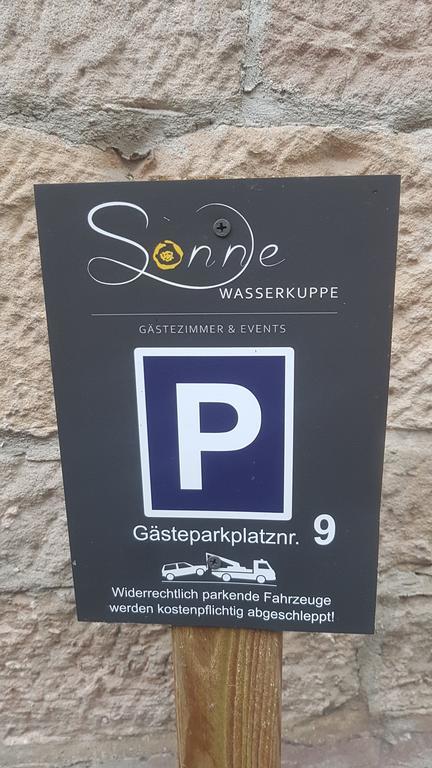 Sonne
WASSERKUPPE
GÄSTEZIMMER & EVENTS
P
Gästeparkplatznr. 9
Widerrechtlich parkende Fahrzeuge
werden kostenpflichtig abgeschleppt!